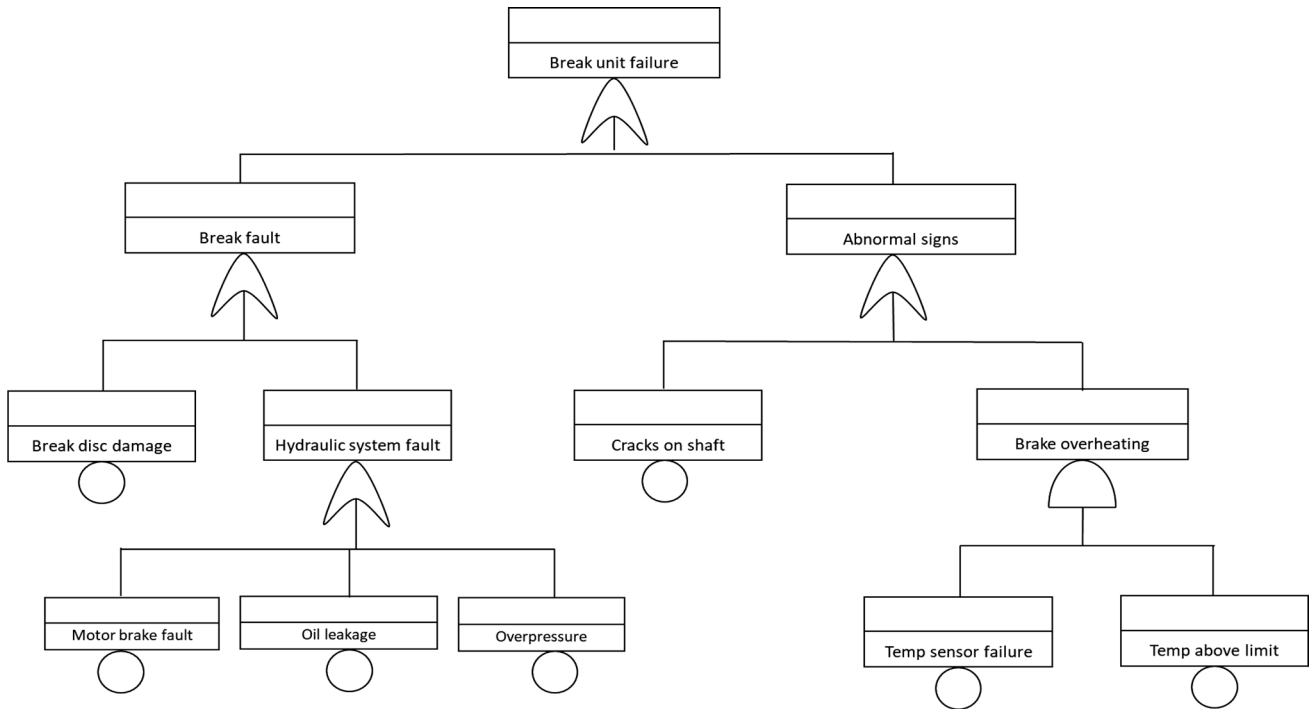 Break unit failure
Break fault
Abnormal signs
Break disc damage
Hydraulic system fault
Cracks on shaft
Brake overheating
Motor brake fault
Oil leakage
Overpressure
Temp sensor failure
Temp above limit